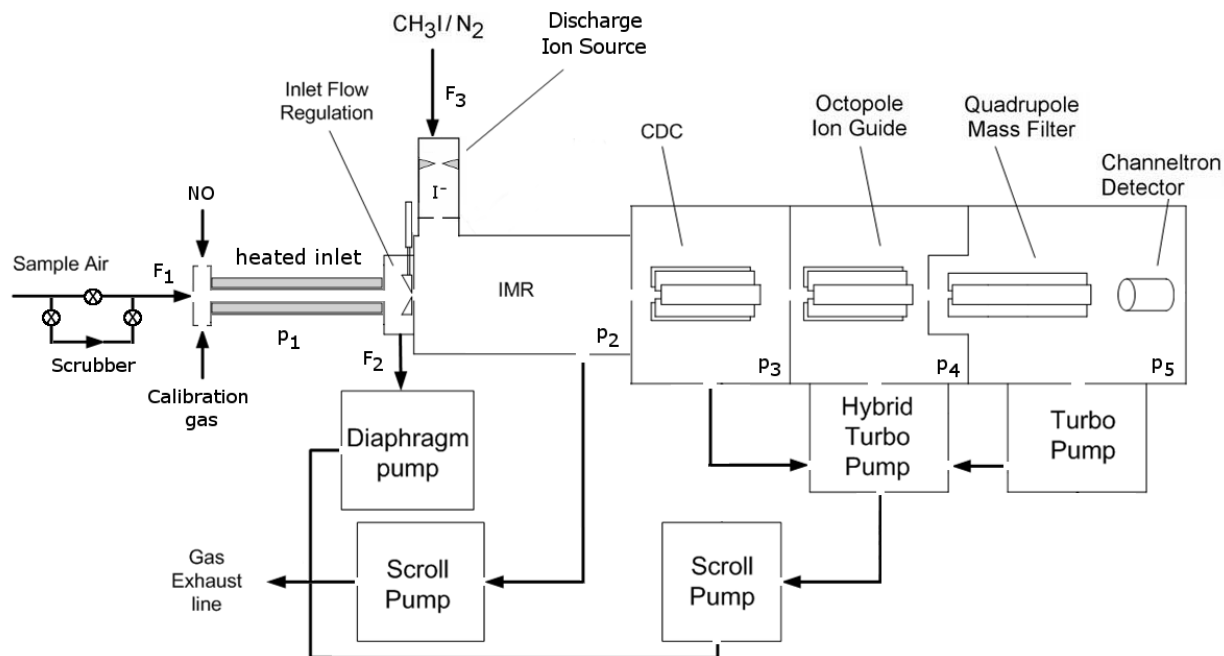 CH3I/N2
Discharge
Ion Source
Inlet Flow
Regulation
F3
Octopole
Ion Guide
Quadrupole
Mass Filter
CDC
Channeltron
Detector
NO
I-
heated inlet
Sample Air
F1
IMR
p1
p2
Scrubber
F2
p3
p4
p5
Calibration
gas
Diaphragm
pump
Hybrid
Turbo
Pump
Turbo
Pump
Gas
Exhaust
line
Scroll
Pump
Scroll
Pump